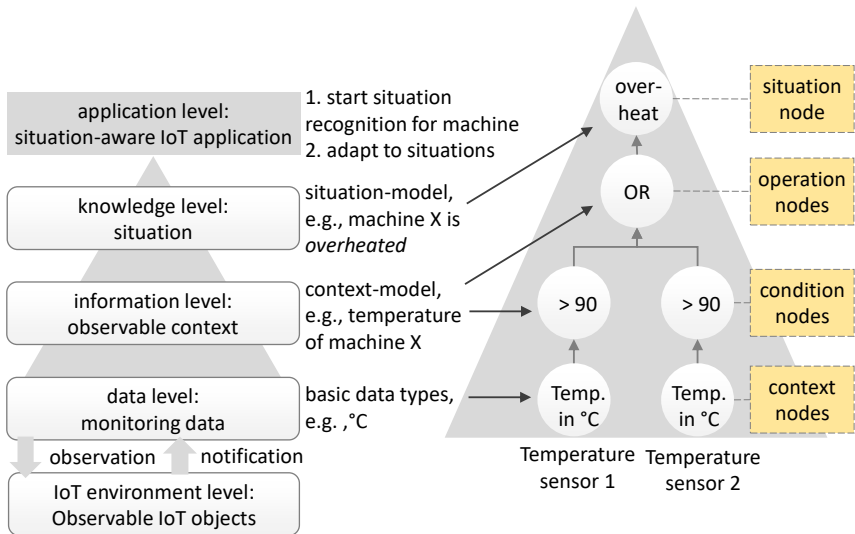 application level:
situation-aware IoT application
knowledge level:
situation
information level:
observable context
data level:
monitoring data
observation
notification
IoT environment level:
Observable IoT objects
1. start situation
recognition for machine
2. adapt to situations
situation-model,
e.g., machine X is
overheated
context-model,
e.g., temperature
of machine X
basic data types,
e.g. ,°C
over-
heat
OR
> 90
> 90
Temp.
in °C
Temp.
in °C
Temperature
sensor 1
Temperature
sensor 2
situation
node
operation
nodes
condition
nodes
context
nodes